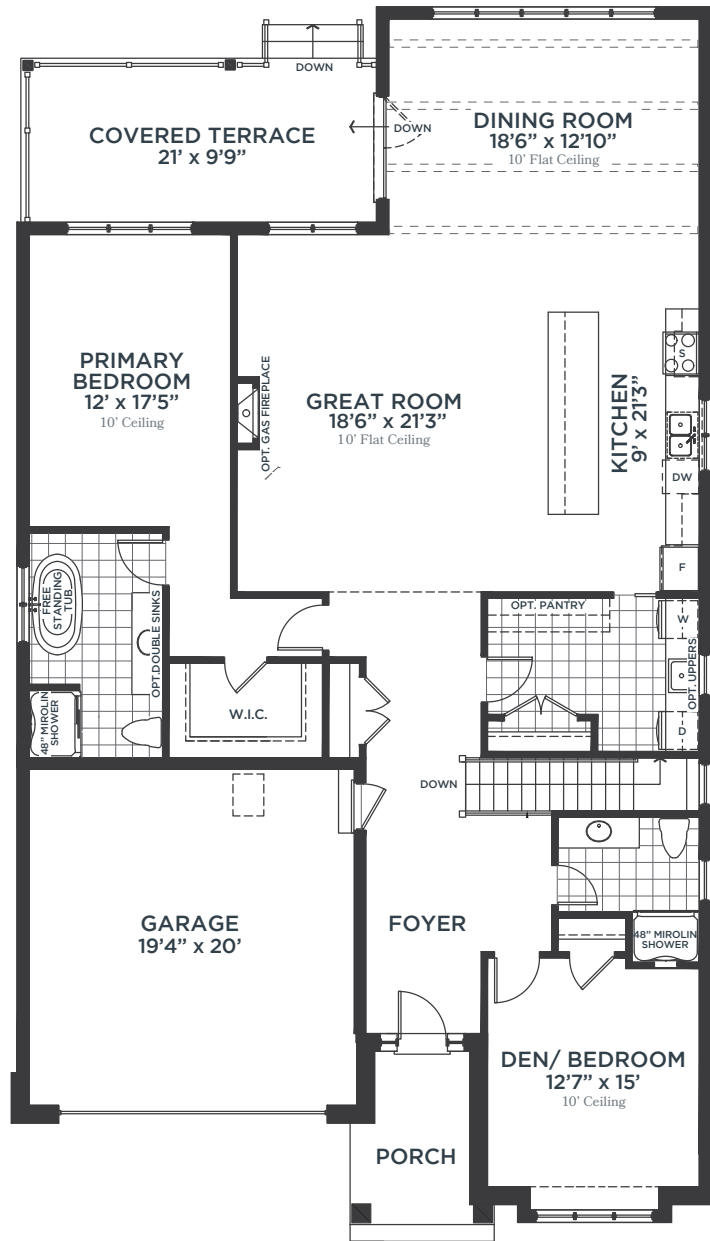 DOWN
COVERED TERRACE
21’ x 9’9”
DOWN
DINING ROOM
18’6” x 12’10”
10’ Flat Ceiling
PRIMARY
BEDROOM
12’ x 17’5”
10’ Ceiling
OPT. GAS FIREPLACE
GREAT ROOM
18’6” x 21’3”
10’ Flat Ceiling
KITCHEN
9’ x 21’3”
S
DW
F
FREE
STANDING
TUB
OPT.DOUBLE SINKS
48” MIROLIN
SHOWER
W.I.C.
OPT. PANTRY
W
OPT. UPPERS
D
DOWN
GARAGE
19’4” x 20’
FOYER
48” MIROLIN
SHOWER
DEN/ BEDROOM
12’7” x 15’
10’ Ceiling
PORCH